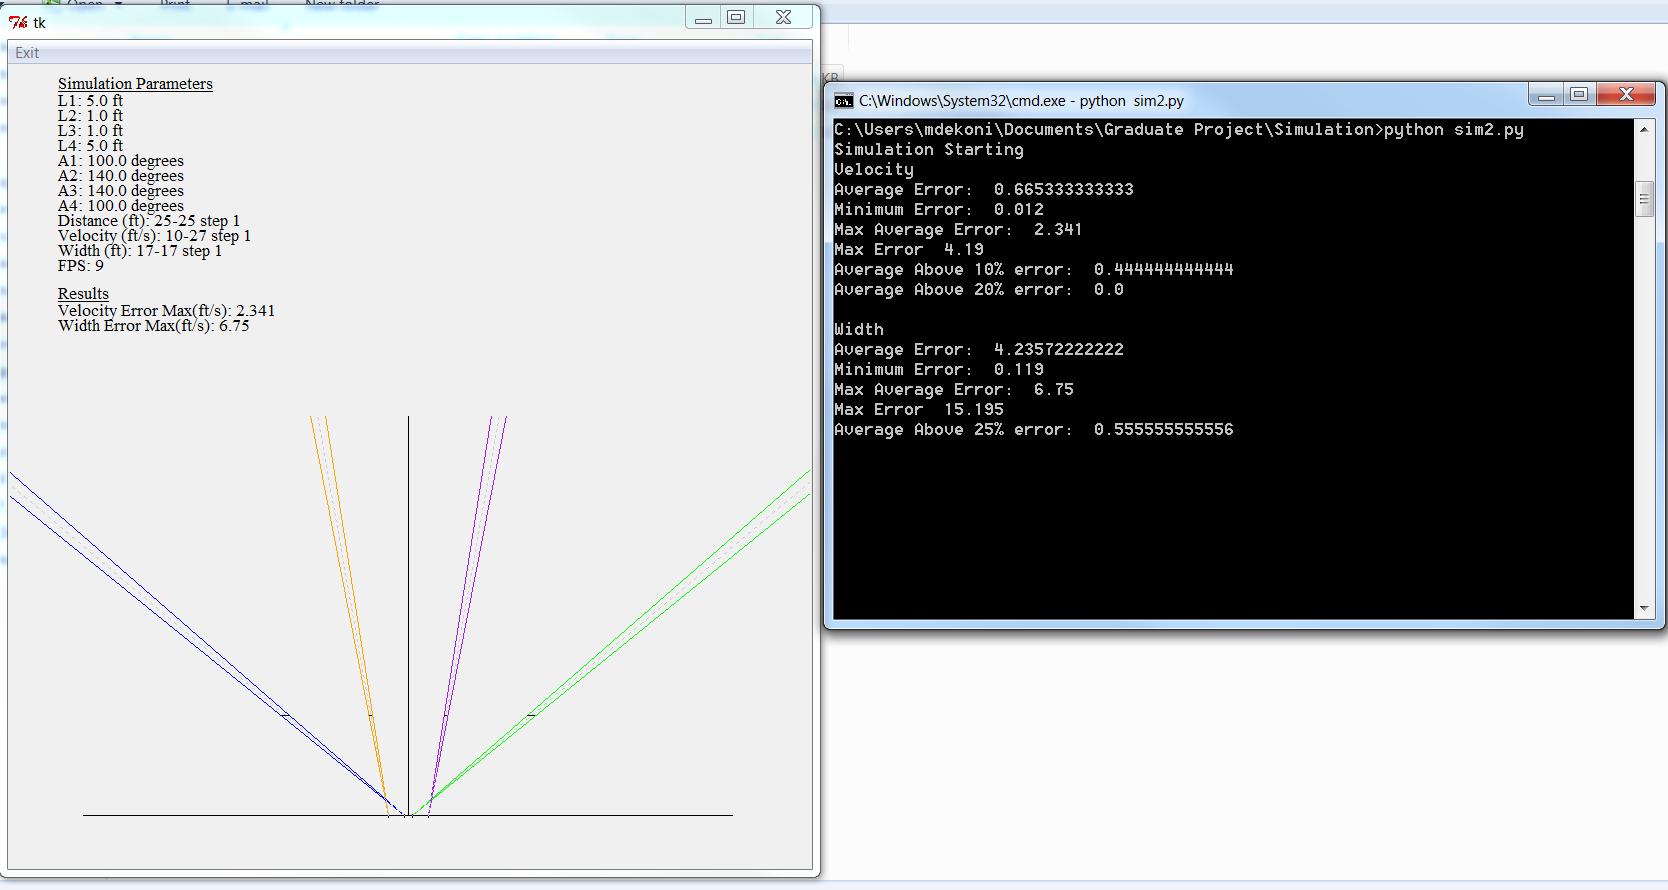 Open Print E-mail New folder
tk
Exit
Simulation Parameters
L1: 5.0 ft
L2: 1.0 ft
L3: 1.0 ft
L4: 5.0 ft
A1: 100.0 degrees
A2: 140.0 degrees
A3: 140.0 degrees
A4: 100.0 degrees
Distance (ft): 25-25 step 1
Velocity (ft/s): 10-27 step 1
Width (ft): 17-17 step 1
FPS: 9
Results
Velocity Error Max(ft/s): 2.341
Width Error Max(ft/s): 6.75
KB
C:\Windows\System32\cmd.exe - python  sim2.py
C:\Users\mdekoni\Documents\Graduate Project\Simulation>python sim2.py
Simulation Starting
Velocity
Average Error:  0.665333333333
Minimum Error:  0.012
Max Average Error:  2.341
Max Error  4.19
Average Above 10% error:  0.444444444444
Average Above 20% error:  0.0
Width
Average Error:  4.23572222222
Minimum Error:  0.119
Max Average Error:  6.75
Max Error  15.195
Average Above 25% error:  0.555555555556